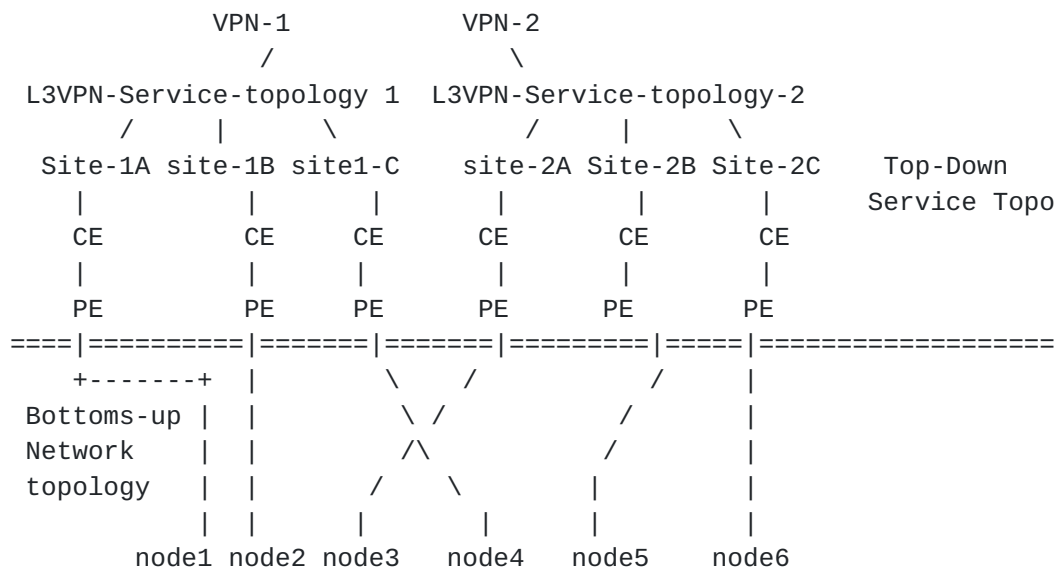 VPN-1 VPN-2
L3VPN-Service-topology 1 L3VPN-Service-topology-2
Site-1A site-1B site1-C site-2A Site-2B Site-2C Top-Down
Service Topo
CE CE CE CE CE CE
PE PE PE PE PE PE
Bottoms-up
Network
topology
node1 node2 node3 node4 node5 node6